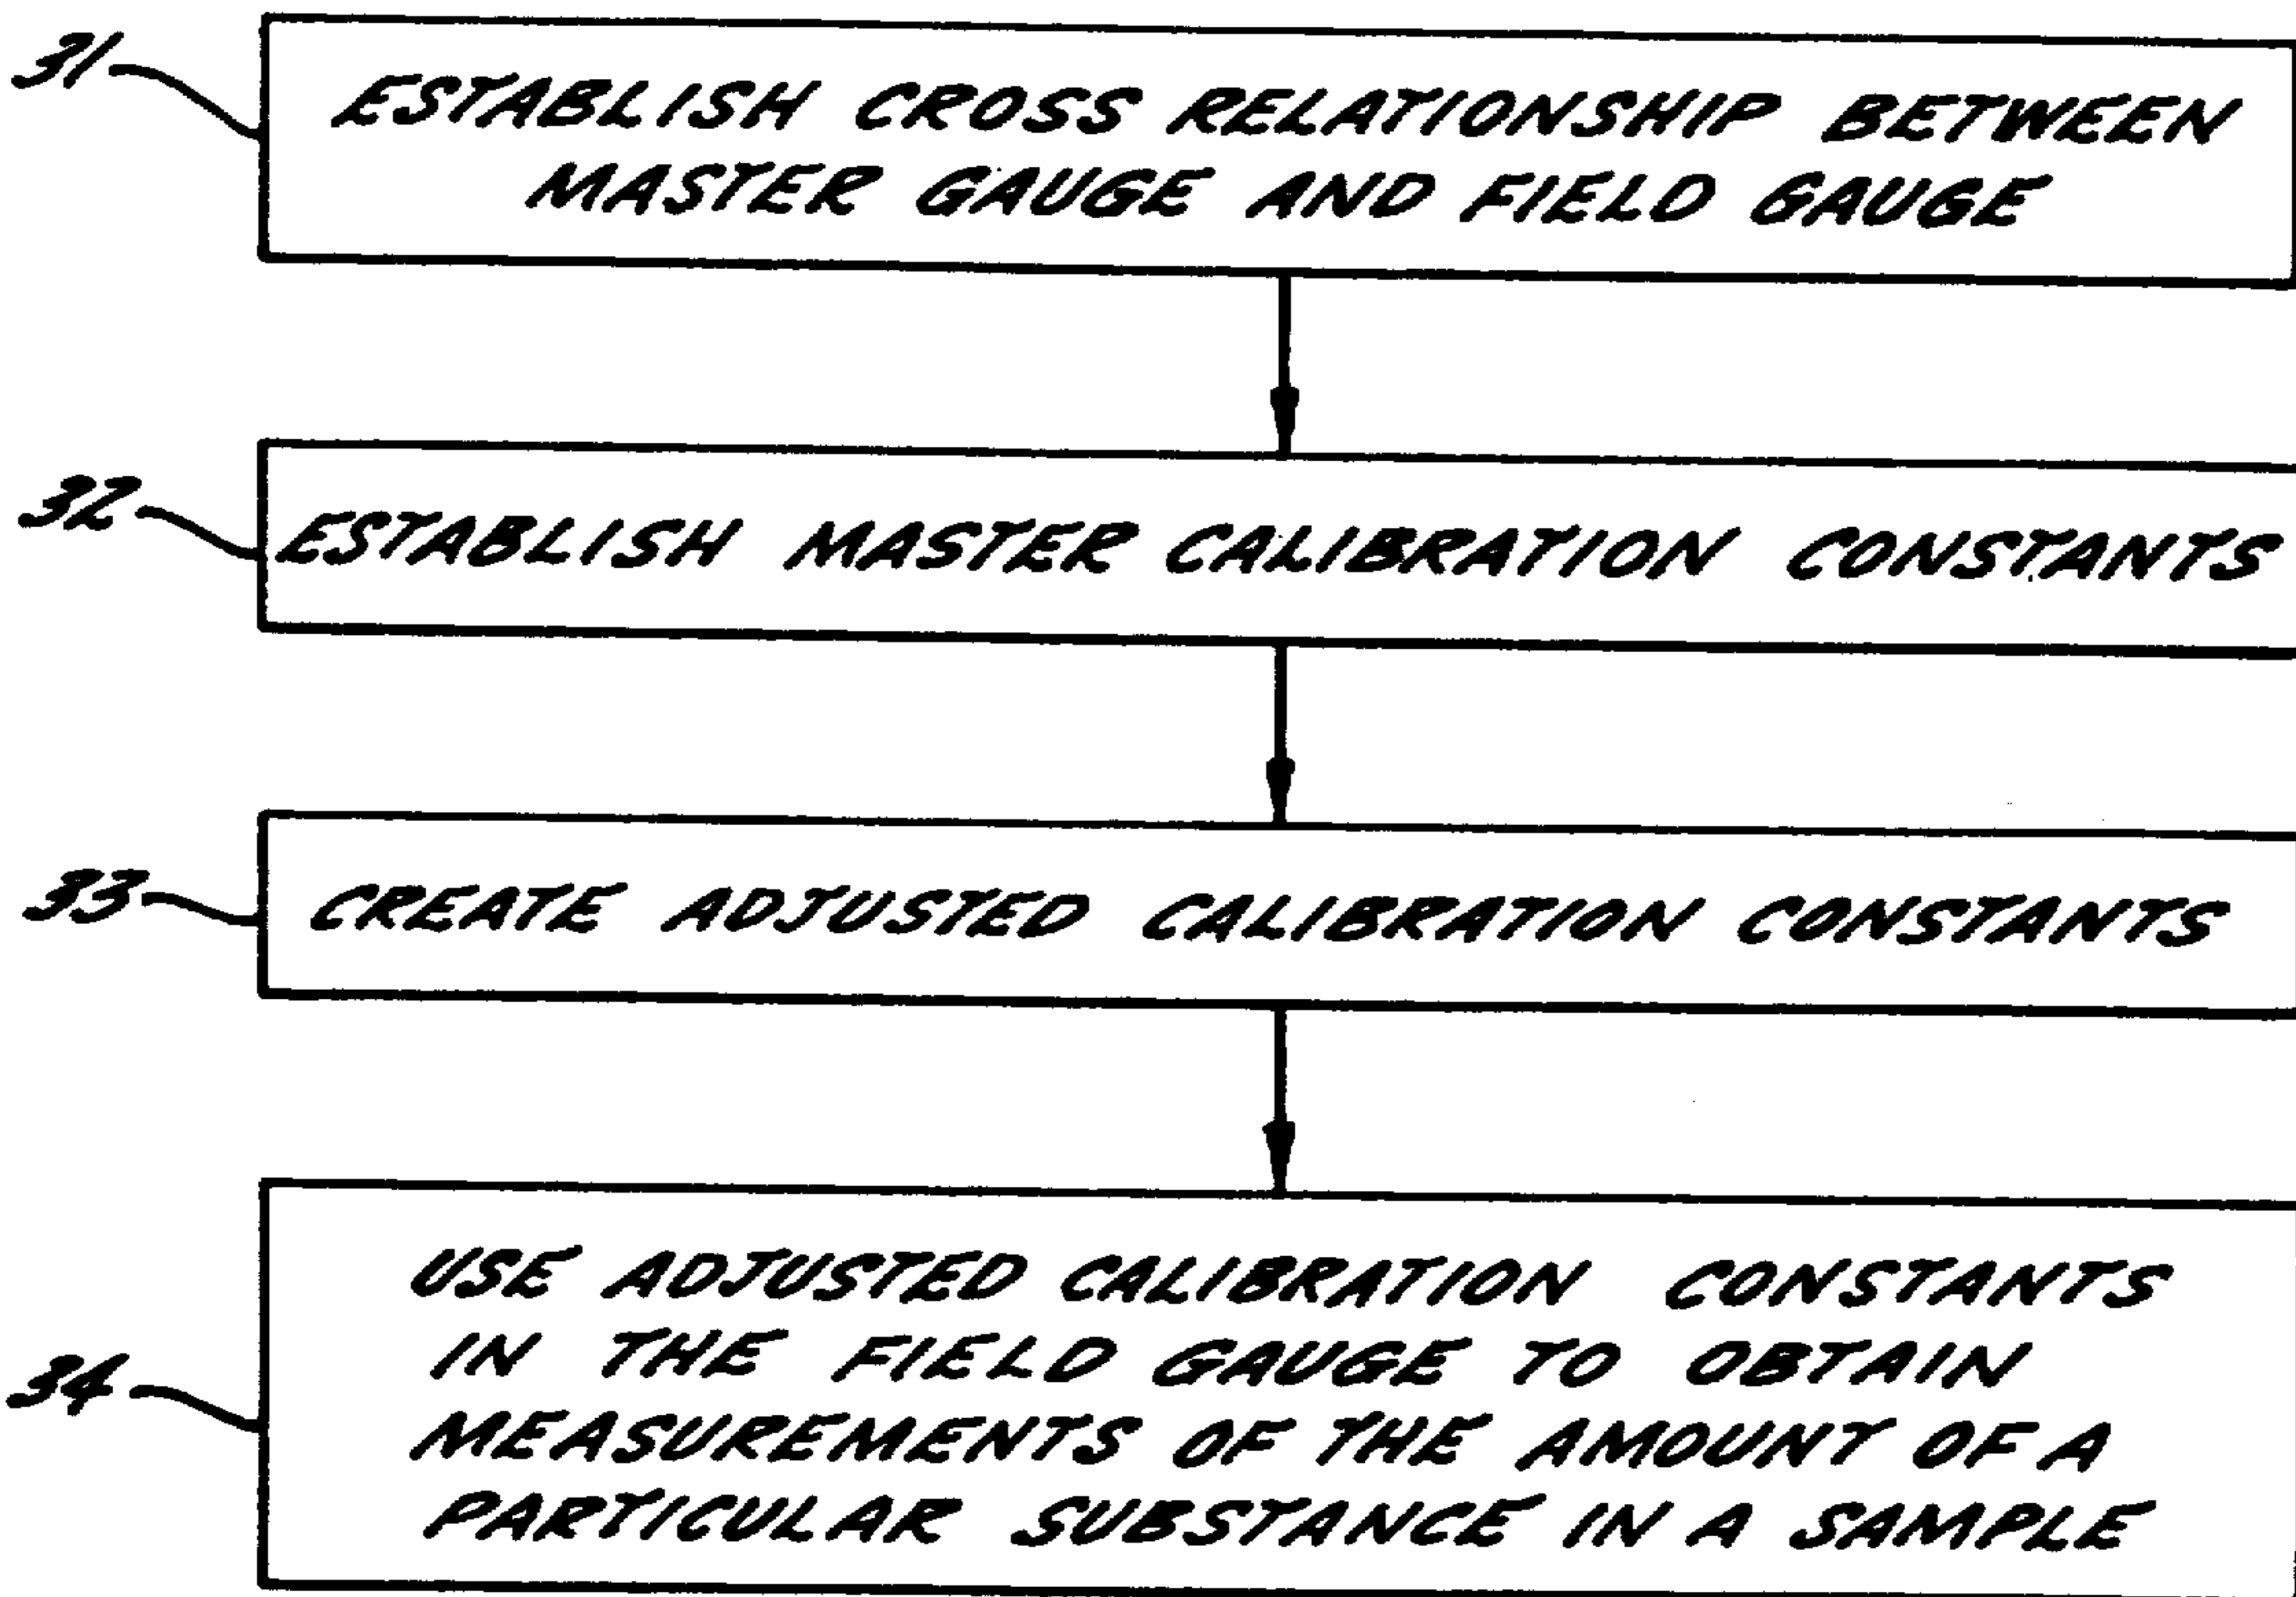 31
ESTABLISH CROSS RELATIONSHIP BETWEEN
MASTER GAUGE AND FIELD GAUGE
32
ESTABLISH MASTER CALIBRATION CONSTANTS
33
CREATE ADJUSTED CALIBRATION CONSTANTS
34
USE ADJUSTED CALIBRATION CONSTANTS
IN THE FIELD GAUGE TO OBTAIN
MEASUREMENTS OF THE AMOUNT OF A
PARTICULAR SUBSTANCE IN A SAMPLE